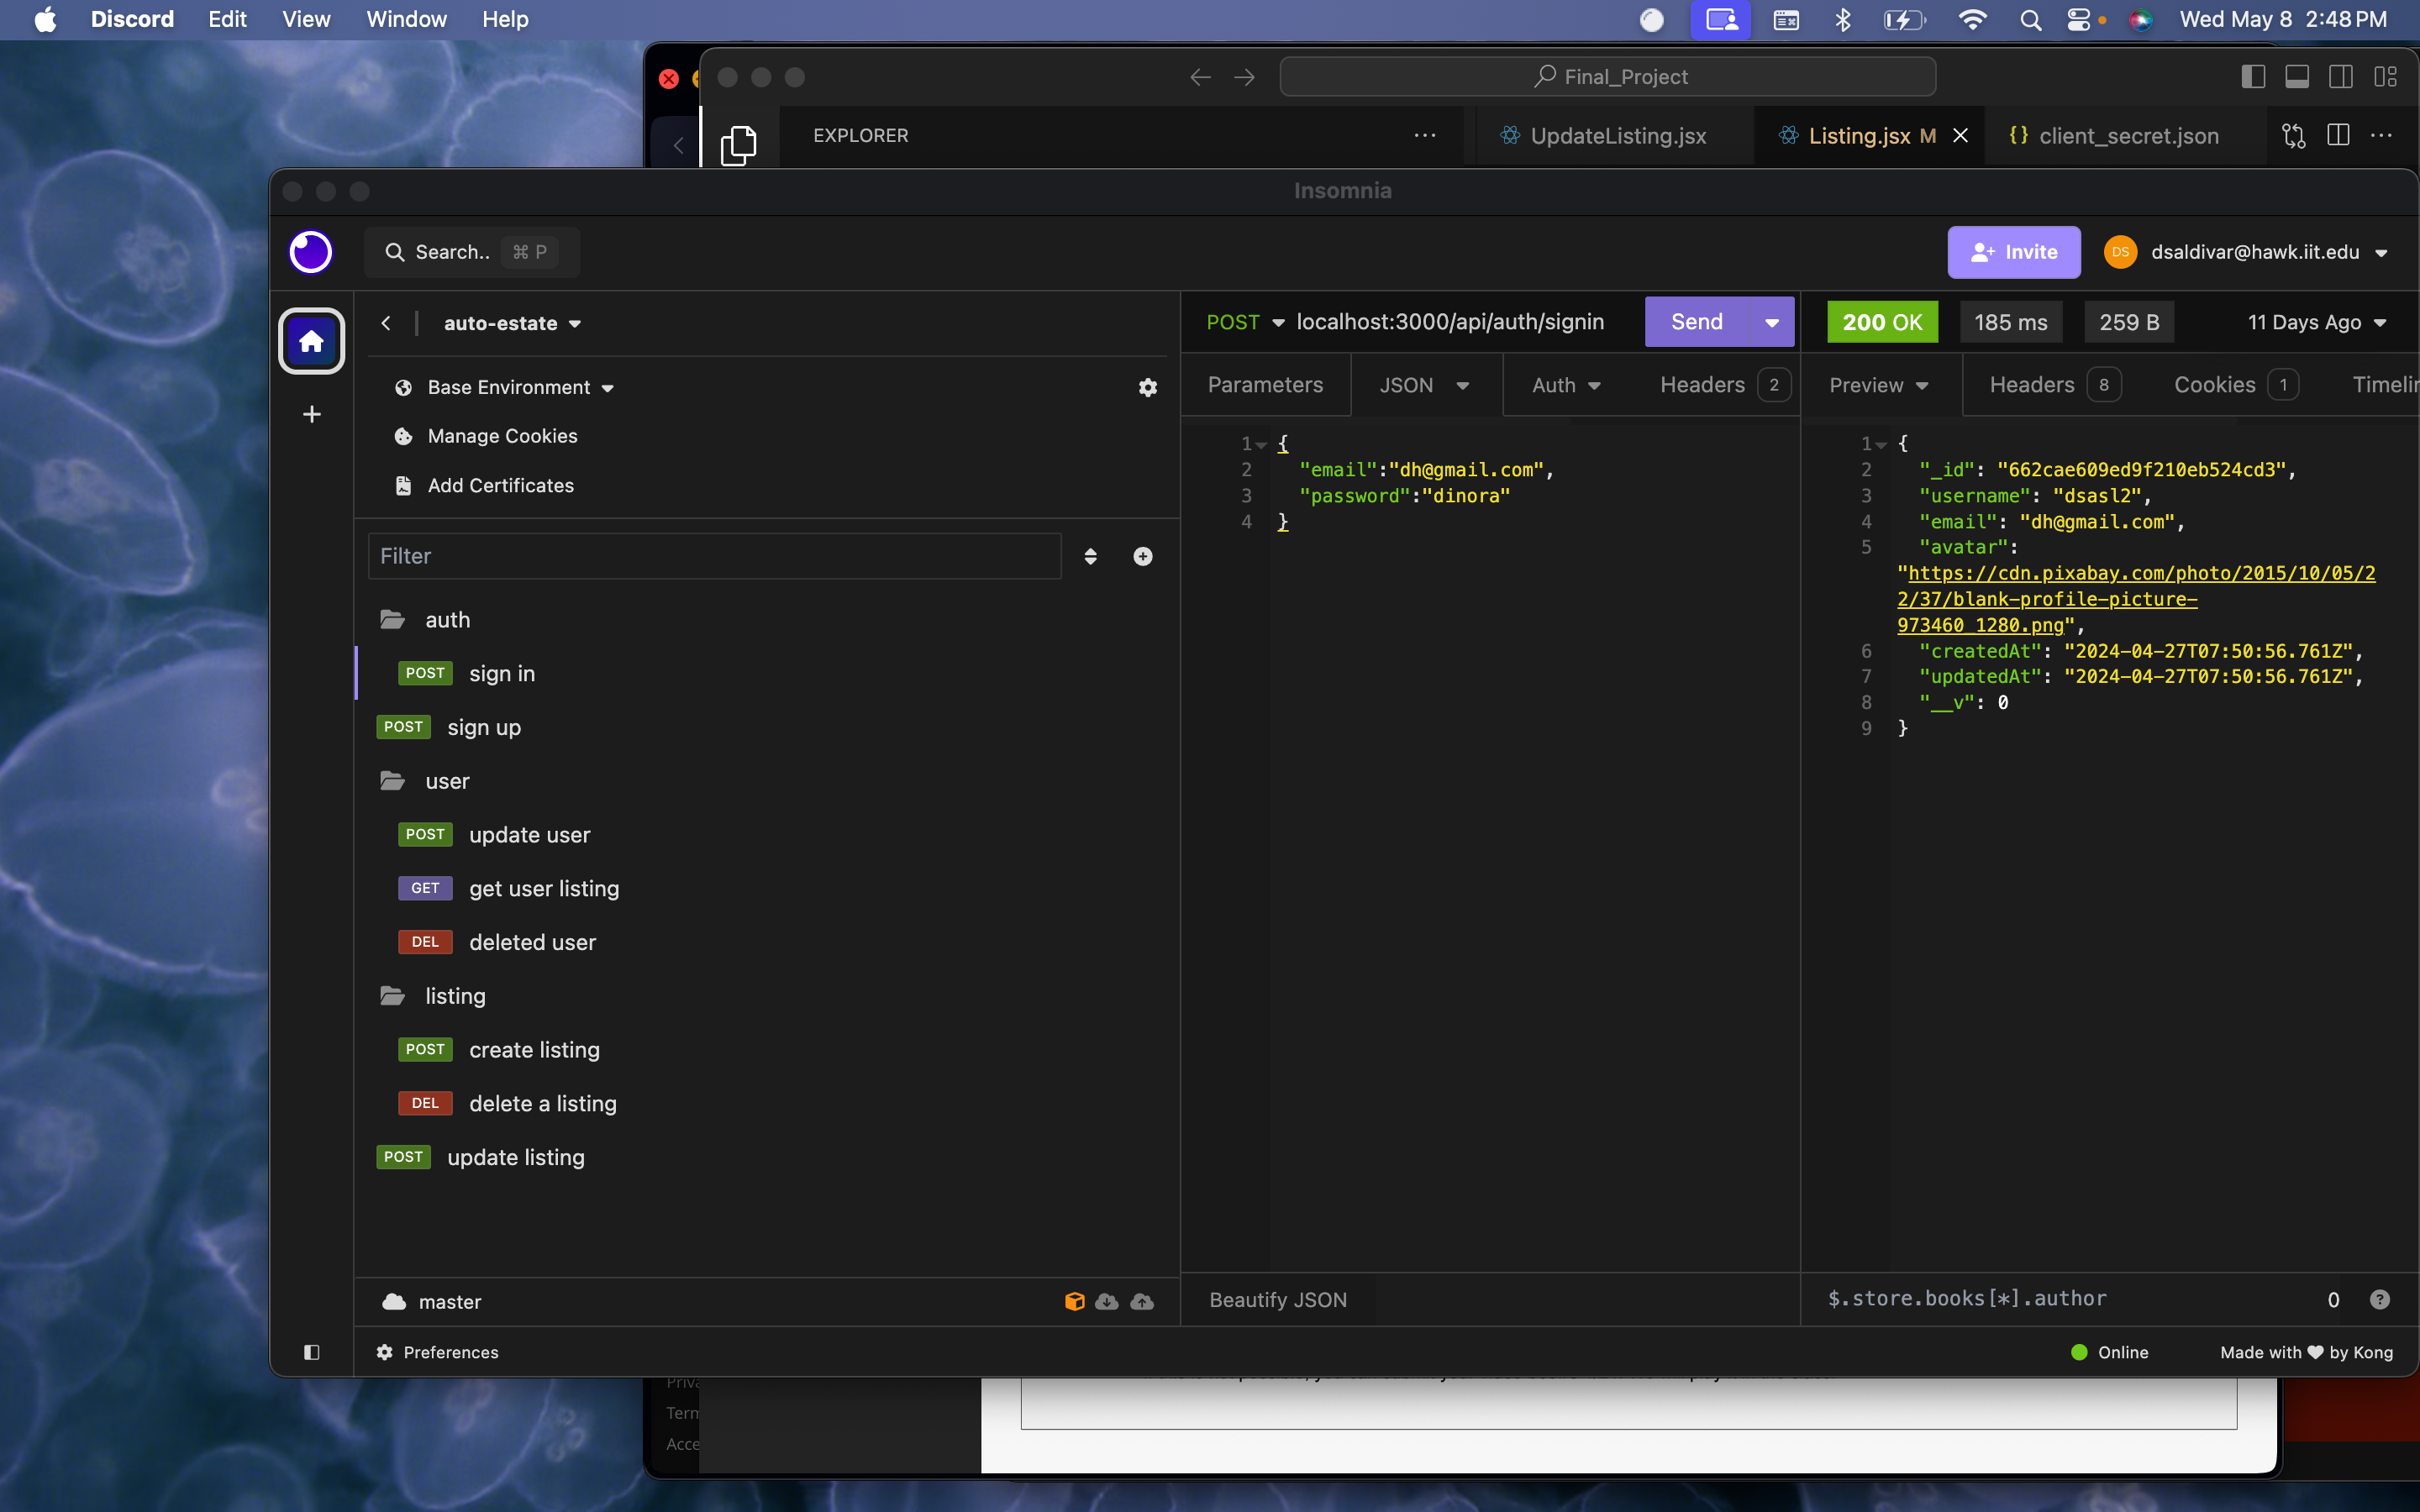 Discord Edit View Window Help
Wed May 8 2:48 PM
Final_Project
EXPLORER
UpdateListing.jsx
Listing.jsx M
{} client_secret.json
Insomnia
Search.. ⌘ P
Invite
DS dsaldivar@hawk.iit.edu
auto-estate
Base Environment
Manage Cookies
Add Certificates
Filter
auth
POST sign in
POST sign up
user
POST update user
GET get user listing
DEL deleted user
listing
POST create listing
DEL delete a listing
POST update listing
master
Preferences
POST localhost:3000/api/auth/signin Send
Parameters JSON Auth Headers 2
1 {
2 "email":"dh@gmail.com",
3 "password":"dinora"
4 }
Beautify JSON
200 OK 185 ms 259 B 11 Days Ago
Preview Headers 8 Cookies 1 Timelin
1 {
2 "_id": "662cae609ed9f210eb524cd3",
3 "username": "dsasl2",
4 "email": "dh@gmail.com",
5 "avatar":
"https://cdn.pixabay.com/photo/2015/10/05/2
2/37/blank-profile-picture-
973460_1280.png",
6 "createdAt": "2024-04-27T07:50:56.761Z",
7 "updatedAt": "2024-04-27T07:50:56.761Z",
8 "__v": 0
9 }
$.store.books[*].author 0
Online Made with ♥ by Kong
Priva
Term
Acce